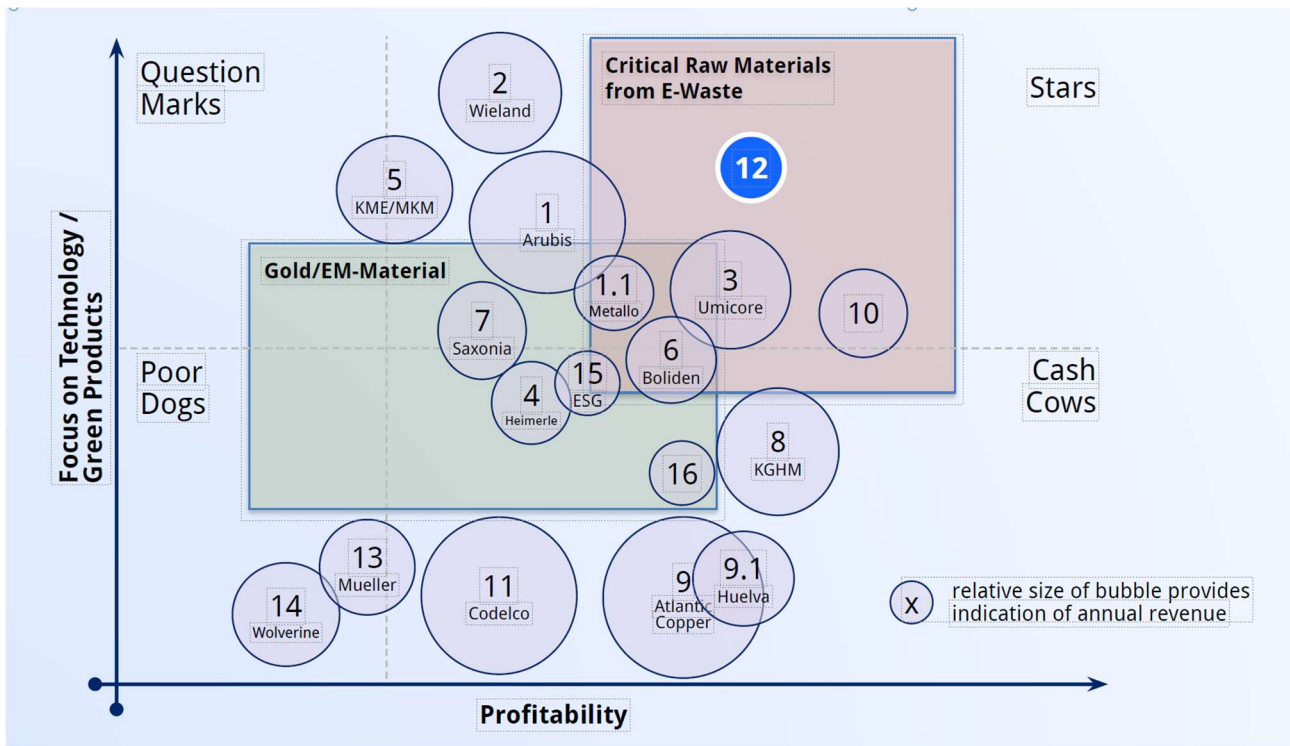 Question
Marks
2
Wieland
Critical Raw Materials
from E-Waste
Stars
12
5
KME/MKM
1
Arubis
Gold/EM-Material
1.1
Metallo
3
Umicore
10
7
Saxonia
6
Boliden
15
ESG
4
Heimerle
Poor
Dogs
Cash
Cows
8
KGHM
16
13
Mueller
14
Wolverine
11
Codelco
9
Atlantic
Copper
9.1
Huelva
x
relative size of bubble provides
indication of annual revenue
Focus on Technology /
Green Products
Profitability